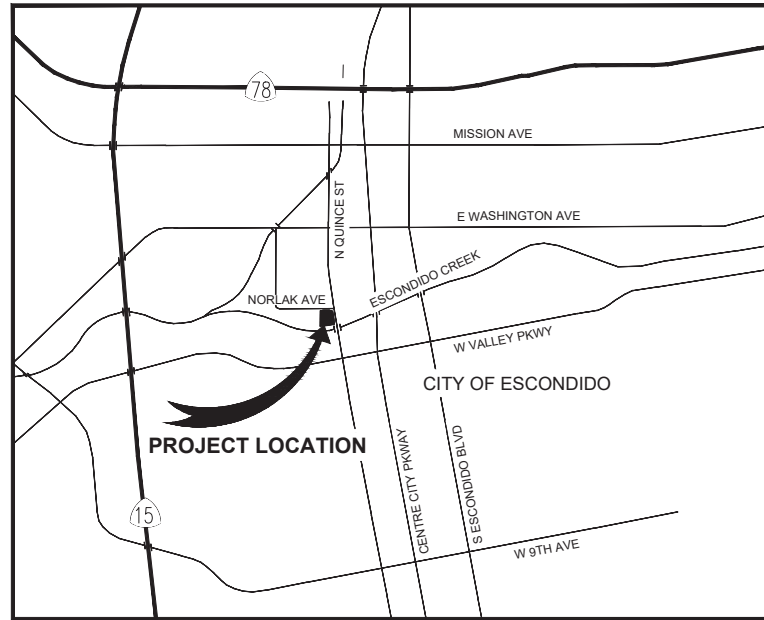 78
MISSION AVE
N QUINCE ST
E WASHINGTON AVE
NORLAK AVE
ESCONDIDO CREEK
W VALLEY PKWY
CITY OF ESCONDIDO
PROJECT LOCATION
CENTRE CITY PKWAY
S ESCONDIDO BLVD
15
W 9TH AVE